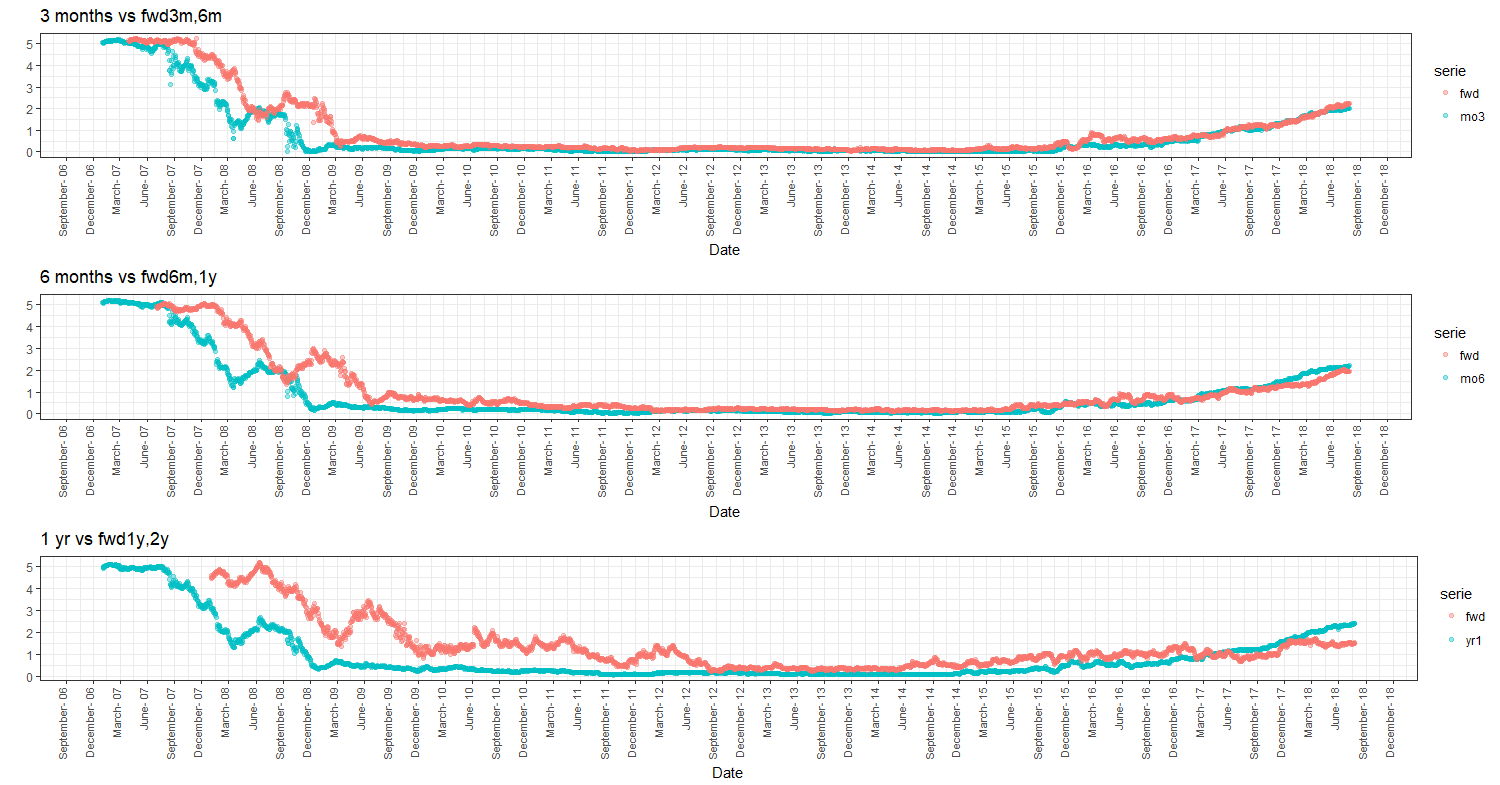 3 months vs fwd3m,6m
5
4
3
2
1
0
September- 06 December- 06 March- 07 June- 07 September- 07 December- 07 March- 08 June- 08 September- 08 December- 08 March- 09 June- 09 September- 09 December- 09 March- 10 June- 10 September- 10 December- 10 March- 11 June- 11 September- 11 December- 11 March- 12 June- 12 September- 12 December- 12 March- 13 June- 13 September- 13 December- 13 March- 14 June- 14 September- 14 December- 14 March- 15 June- 15 September- 15 December- 15 March- 16 June- 16 September- 16 December- 16 March- 17 June- 17 September- 17 December- 17 March- 18 June- 18 September- 18 December- 18
Date
serie
fwd
mo3
6 months vs fwd6m,1y
5
4
3
2
1
0
September- 06 December- 06 March- 07 June- 07 September- 07 December- 07 March- 08 June- 08 September- 08 December- 08 March- 09 June- 09 September- 09 December- 09 March- 10 June- 10 September- 10 December- 10 March- 11 June- 11 September- 11 December- 11 March- 12 June- 12 September- 12 December- 12 March- 13 June- 13 September- 13 December- 13 March- 14 June- 14 September- 14 December- 14 March- 15 June- 15 September- 15 December- 15 March- 16 June- 16 September- 16 December- 16 March- 17 June- 17 September- 17 December- 17 March- 18 June- 18 September- 18 December- 18
Date
serie
fwd
mo6
1 yr vs fwd1y,2y
5
4
3
2
1
0
September- 06 December- 06 March- 07 June- 07 September- 07 December- 07 March- 08 June- 08 September- 08 December- 08 March- 09 June- 09 September- 09 December- 09 March- 10 June- 10 September- 10 December- 10 March- 11 June- 11 September- 11 December- 11 March- 12 June- 12 September- 12 December- 12 March- 13 June- 13 September- 13 December- 13 March- 14 June- 14 September- 14 December- 14 March- 15 June- 15 September- 15 December- 15 March- 16 June- 16 September- 16 December- 16 March- 17 June- 17 September- 17 December- 17 March- 18 June- 18 September- 18 December- 18
Date
serie
fwd
yr1